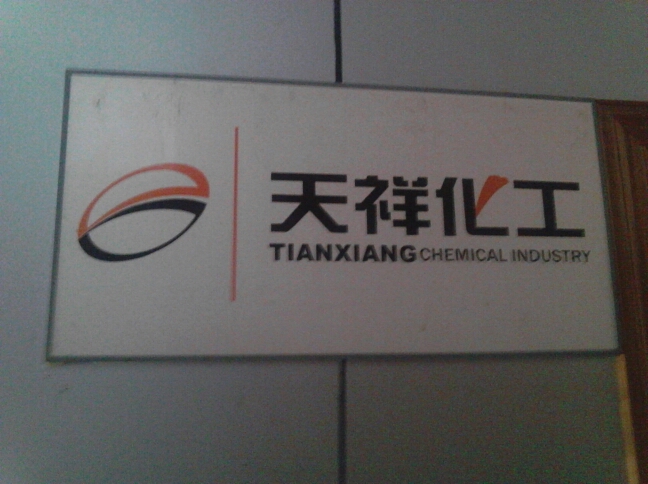 天祥化工
TIANXIANG CHEMICAL INDUSTRY